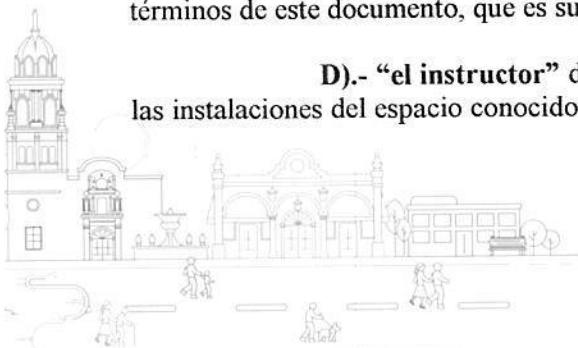 términos de este documento, que es su
D).- “el instructor” d
las instalaciones del espacio conocido